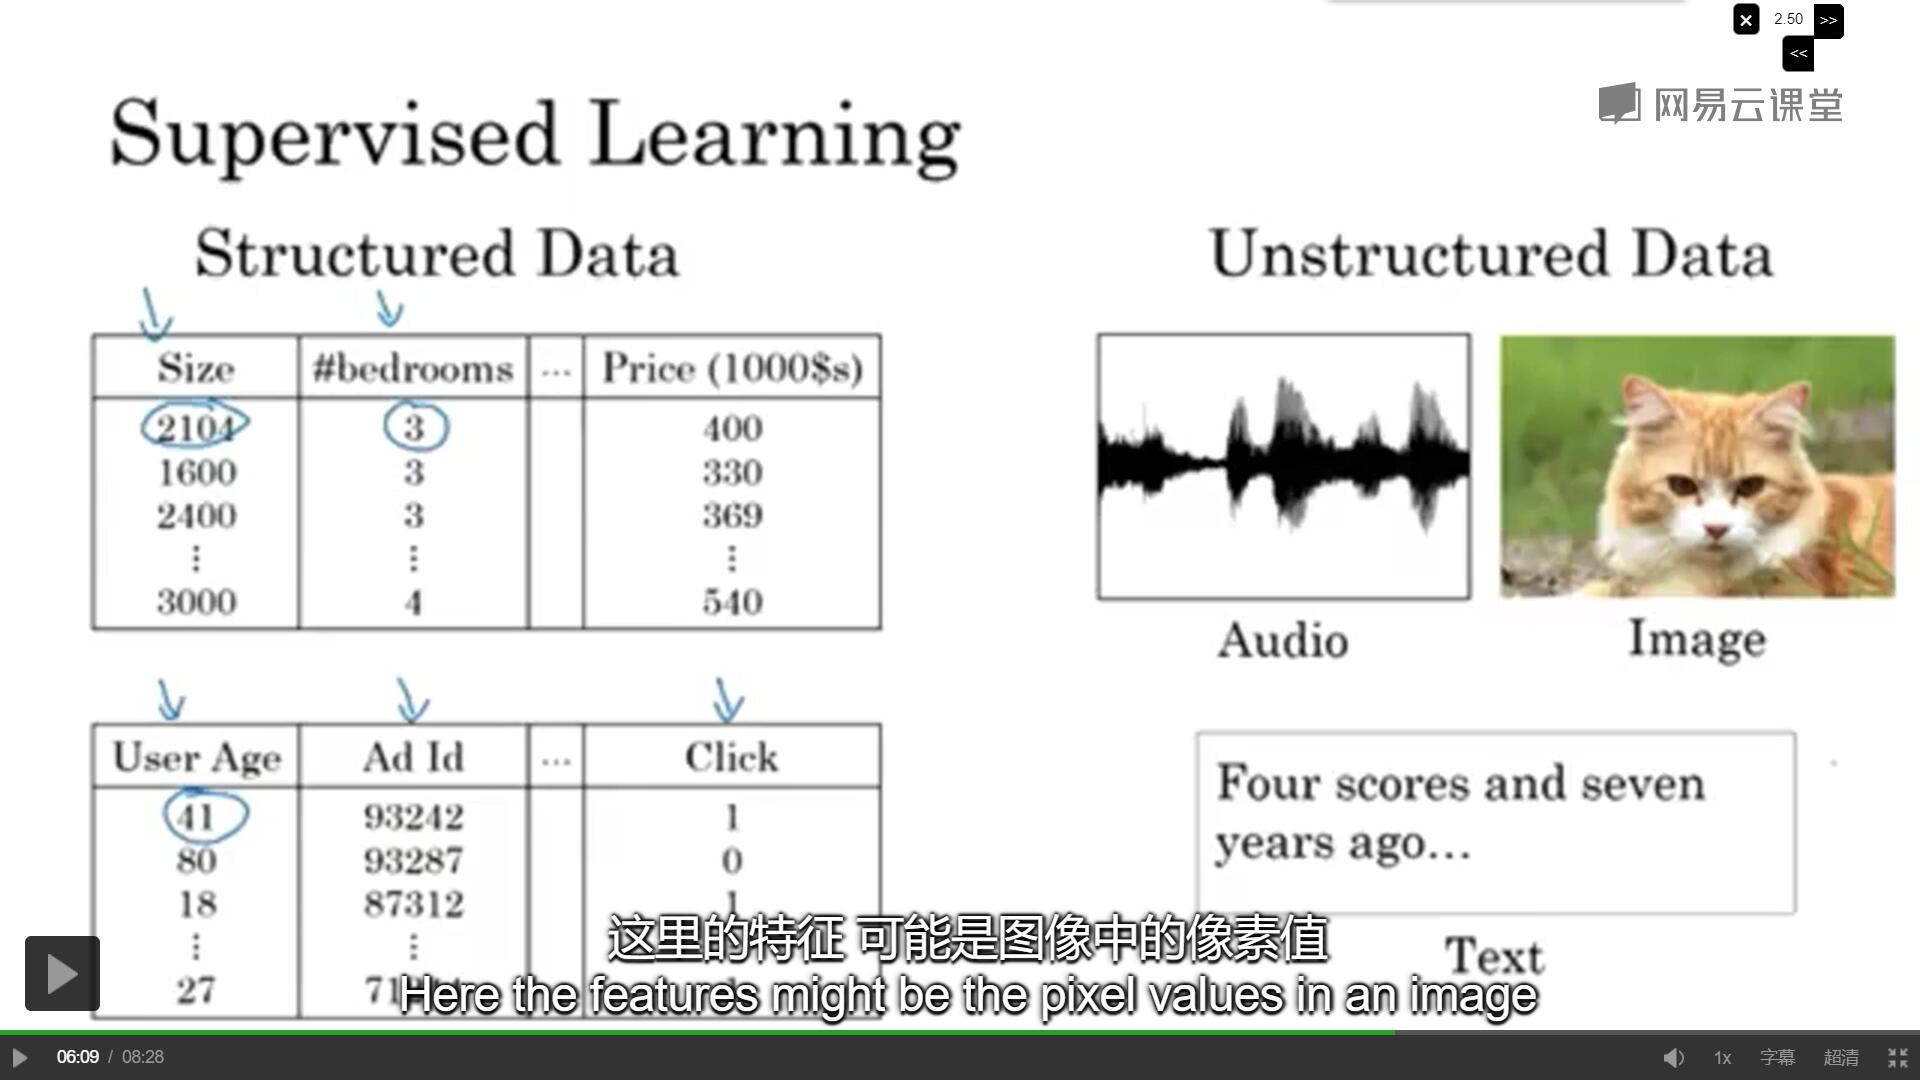 2.50 >>
<<
网易云课堂
Supervised Learning
Structured Data
Size #bedrooms ... Price (1000$s)
2104 3 400
1600 3 330
2400 3 369
⋮ ⋮ ⋮
3000 4 540
User Age Ad Id ... Click
41 93242 1
80 93287 0
18 87312 1
⋮ ⋮
27
Unstructured Data
Audio
Image
Four scores and seven
years ago...
Text
这里的特征 可能是图像中的像素值
Here the features might be the pixel values in an image
06:09 / 08:28
1x 字幕 超清